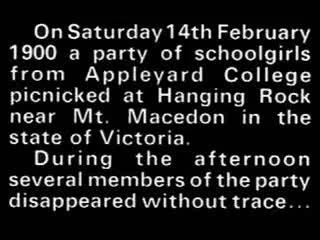 On Saturday 14th February
1900 a party of schoolgirls
from Appleyard College
picnicked at Hanging Rock
near Mt. Macedon in the
state of Victoria.
During the afternoon
several members of the party
disappeared without trace...